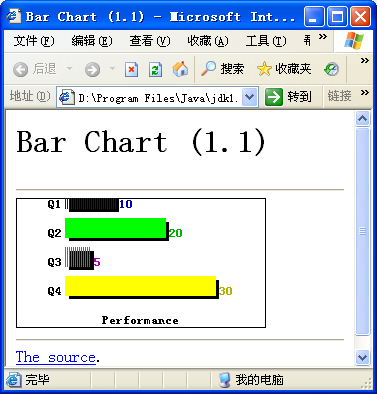 Bar Chart (1.1) - Microsoft Int...
文件(F) 编辑(E) 查看(V) 收藏(A) 工具(T) 帮 »
后退 搜索 收藏夹 »
地址(D) D:\Program Files\Java\jdk1. 转到 链接 »
Bar Chart (1.1)
Q1 10
Q2 20
Q3 5
Q4 30
Performance
The source.
完毕 我的电脑